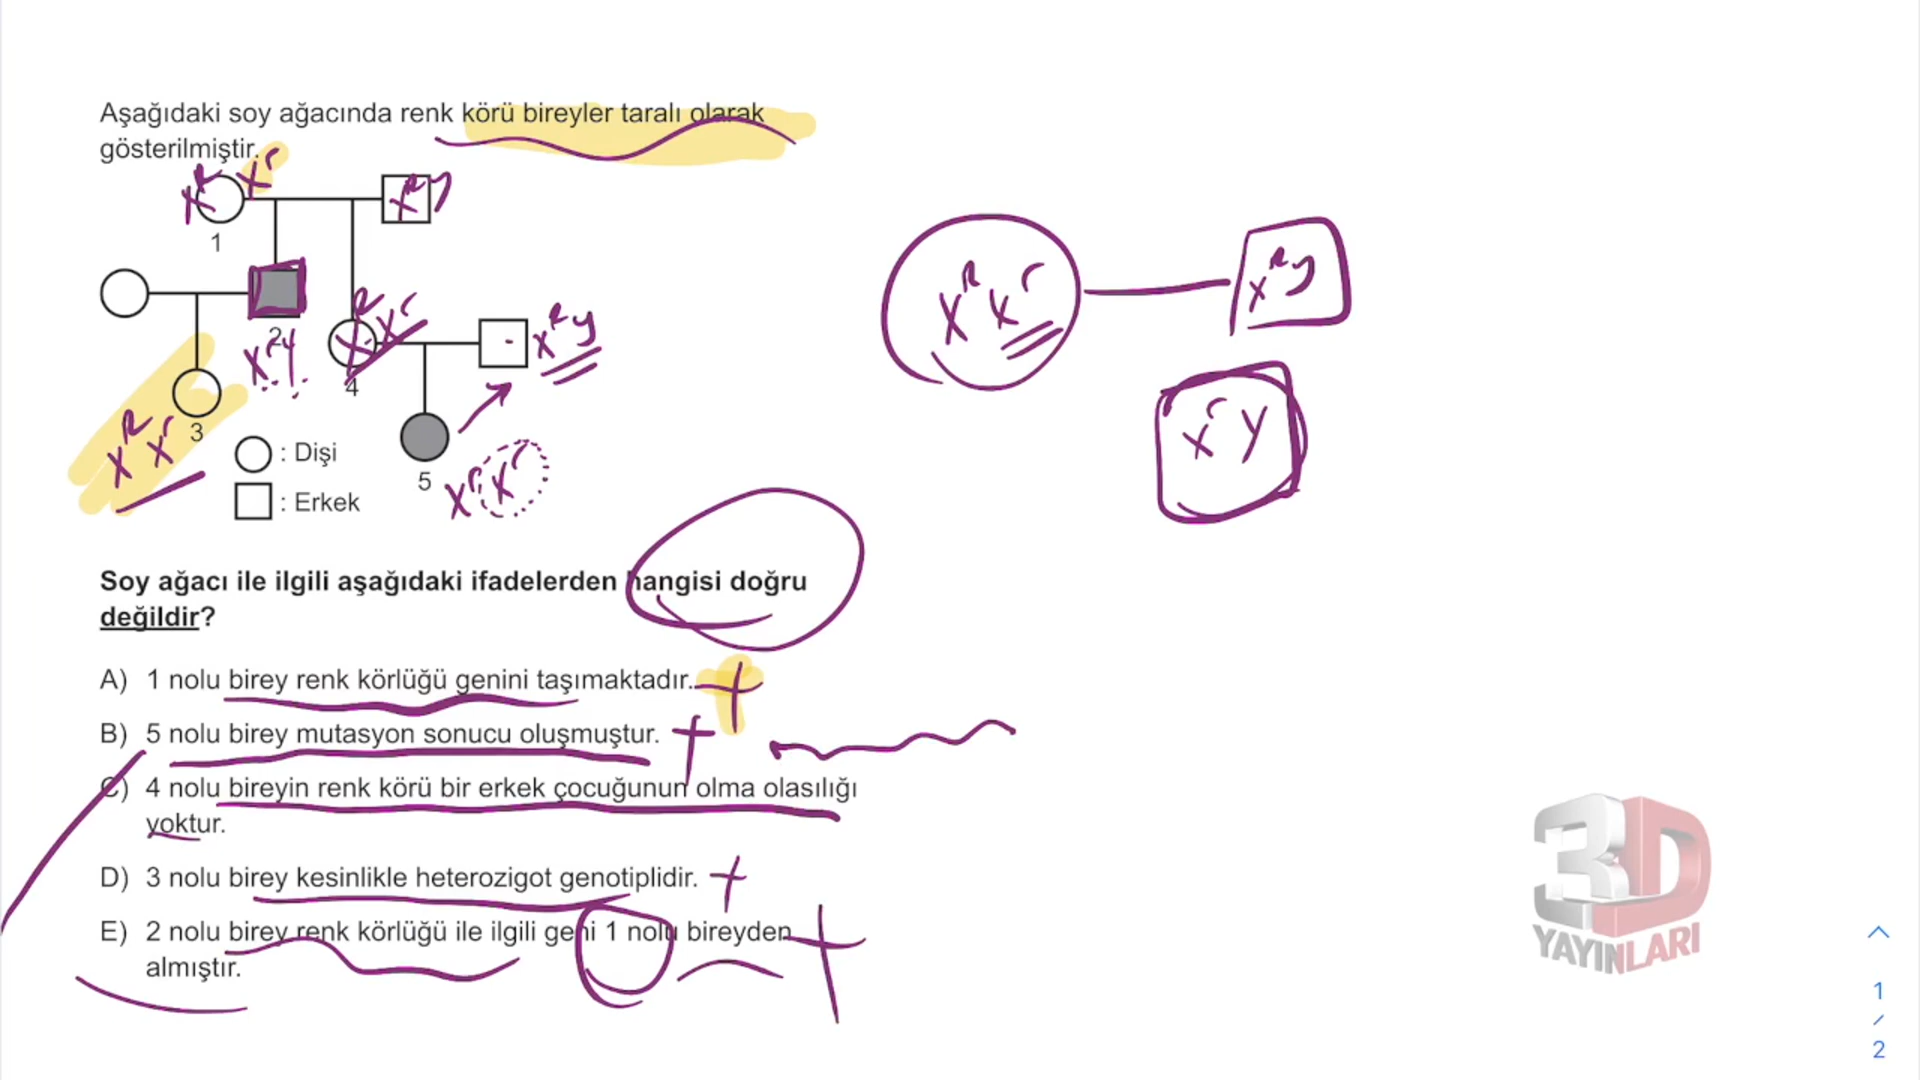 Aşağıdaki soy ağacında renk körü bireyler taralı olarak
gösterilmiştir.
X^R X^r
X^R y
1
2
X^r y
X^R X^r
X^R y
4
3
X^R X^r
: Dişi
5
X^r X^r
: Erkek
X^R X^r
X^R y
X^r y
Soy ağacı ile ilgili aşağıdaki ifadelerden hangisi doğru
değildir?
A) 1 nolu birey renk körlüğü genini taşımaktadır. +
B) 5 nolu birey mutasyon sonucu oluşmuştur. +
C) 4 nolu bireyin renk körü bir erkek çocuğunun olma olasılığı
yoktur.
D) 3 nolu birey kesinlikle heterozigot genotiplidir. +
E) 2 nolu birey renk körlüğü ile ilgili geni 1 nolu bireyden +
almıştır.
3D
YAYINLARI
1
/
2